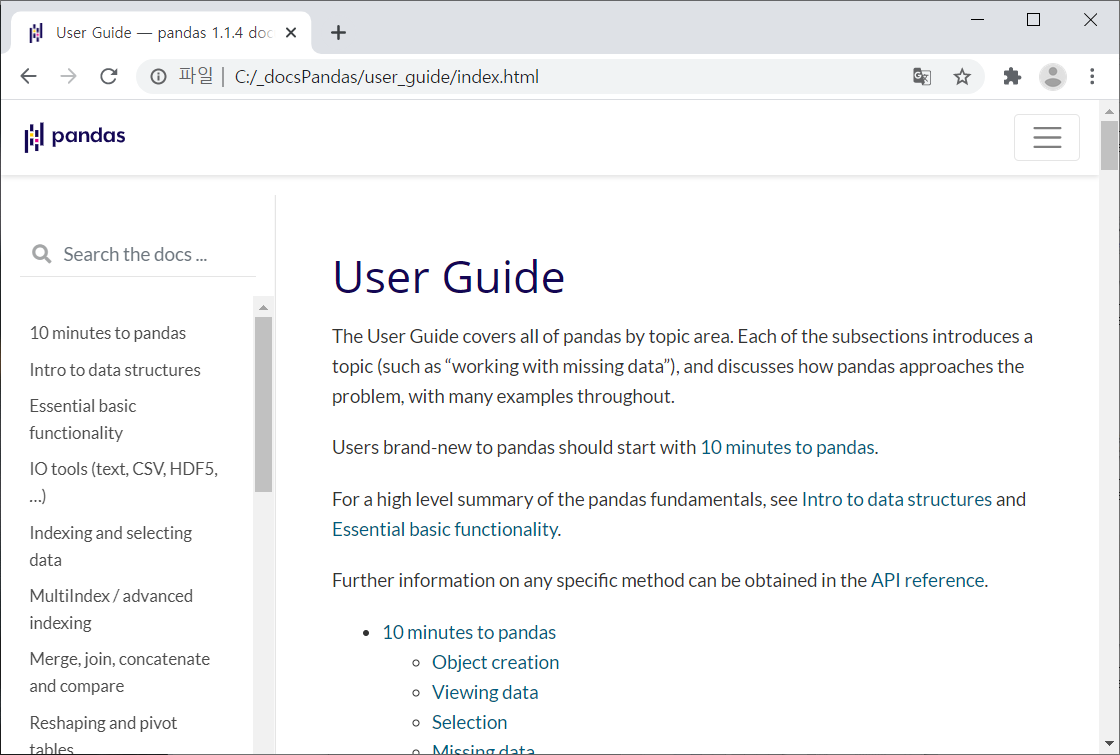 User Guide — pandas 1.1.4 doc
파일 | C:/_docsPandas/user_guide/index.html
pandas
Search the docs ...
10 minutes to pandas
Intro to data structures
Essential basic
functionality
IO tools (text, CSV, HDF5,
…)
Indexing and selecting
data
MultiIndex / advanced
indexing
Merge, join, concatenate
and compare
Reshaping and pivot
tables
User Guide
The User Guide covers all of pandas by topic area. Each of the subsections introduces a
topic (such as “working with missing data”), and discusses how pandas approaches the
problem, with many examples throughout.
Users brand-new to pandas should start with 10 minutes to pandas.
For a high level summary of the pandas fundamentals, see Intro to data structures and
Essential basic functionality.
Further information on any specific method can be obtained in the API reference.
• 10 minutes to pandas
◦ Object creation
◦ Viewing data
◦ Selection
◦ Missing data